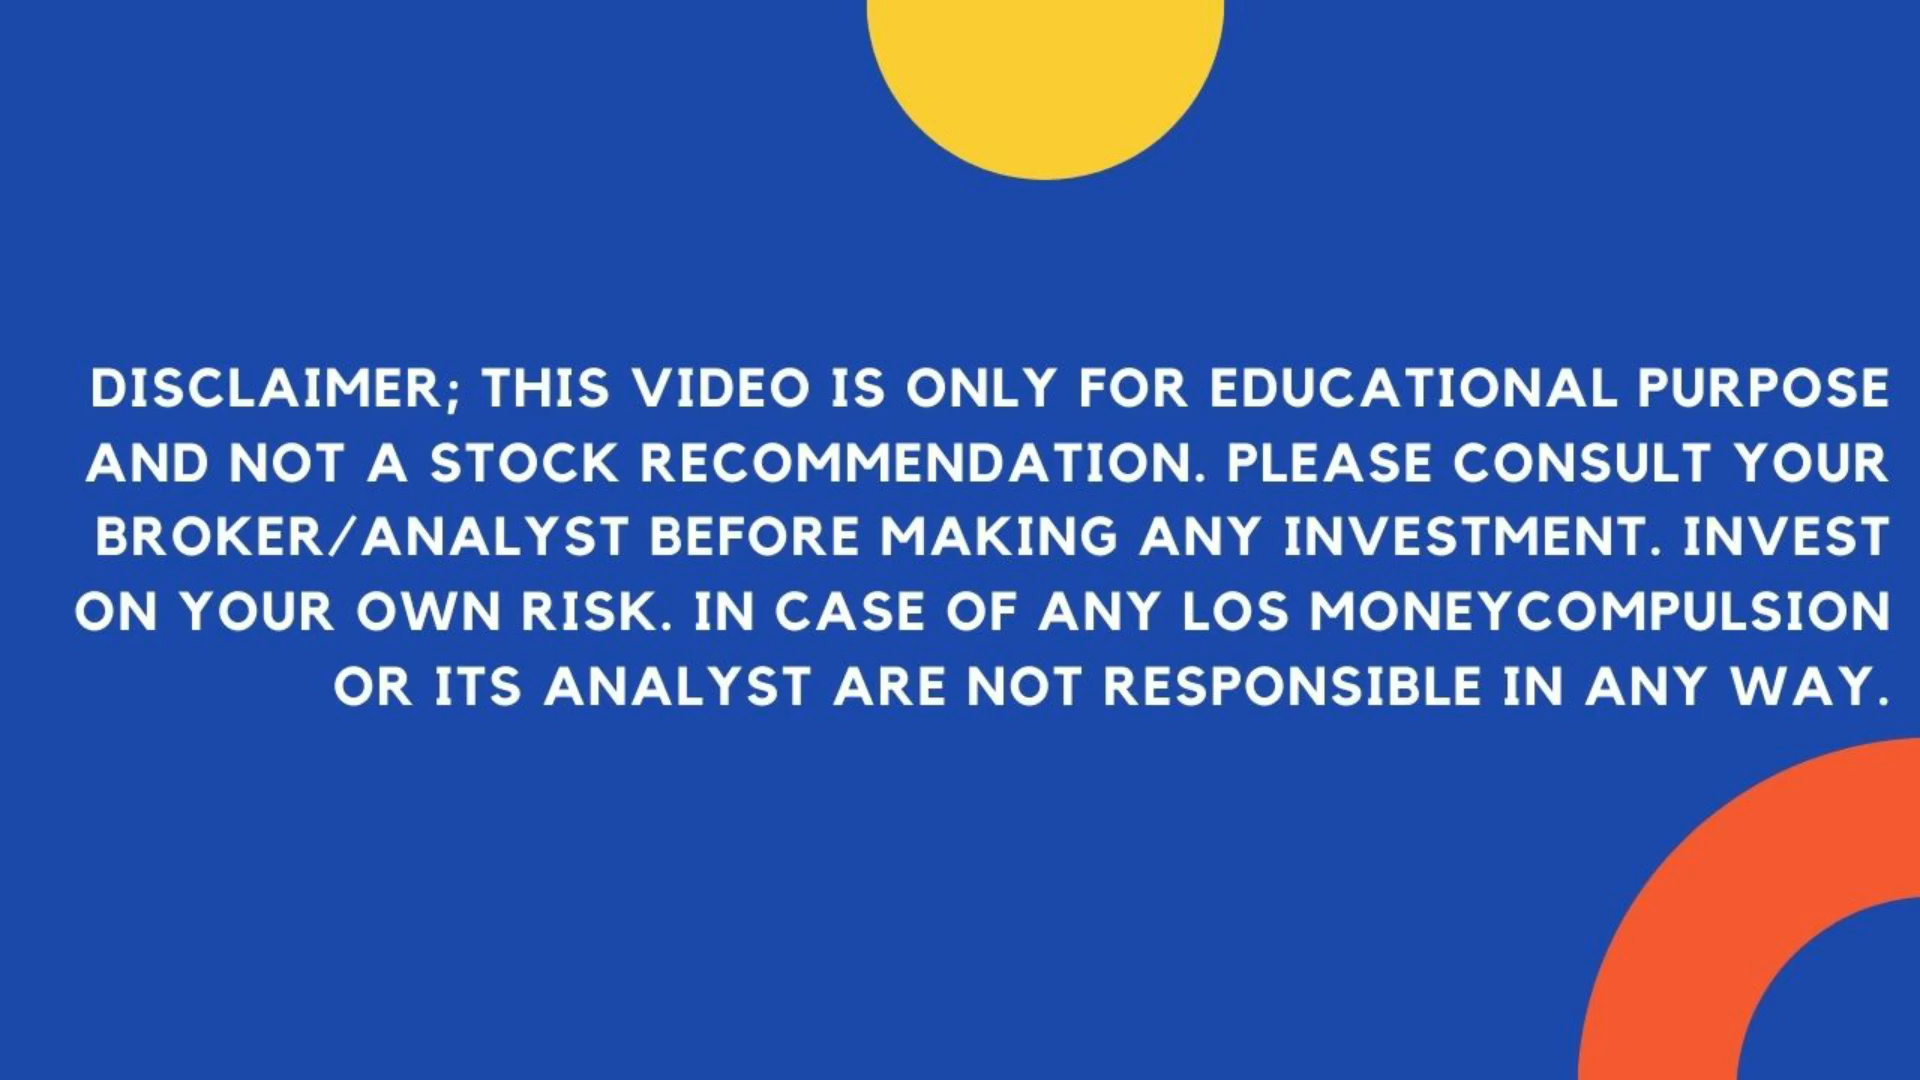 DISCLAIMER; THIS VIDEO IS ONLY FOR EDUCATIONAL PURPOSE
AND NOT A STOCK RECOMMENDATION. PLEASE CONSULT YOUR
BROKER/ANALYST BEFORE MAKING ANY INVESTMENT. INVEST
ON YOUR OWN RISK. IN CASE OF ANY LOS MONEYCOMPULSION
OR ITS ANALYST ARE NOT RESPONSIBLE IN ANY WAY.